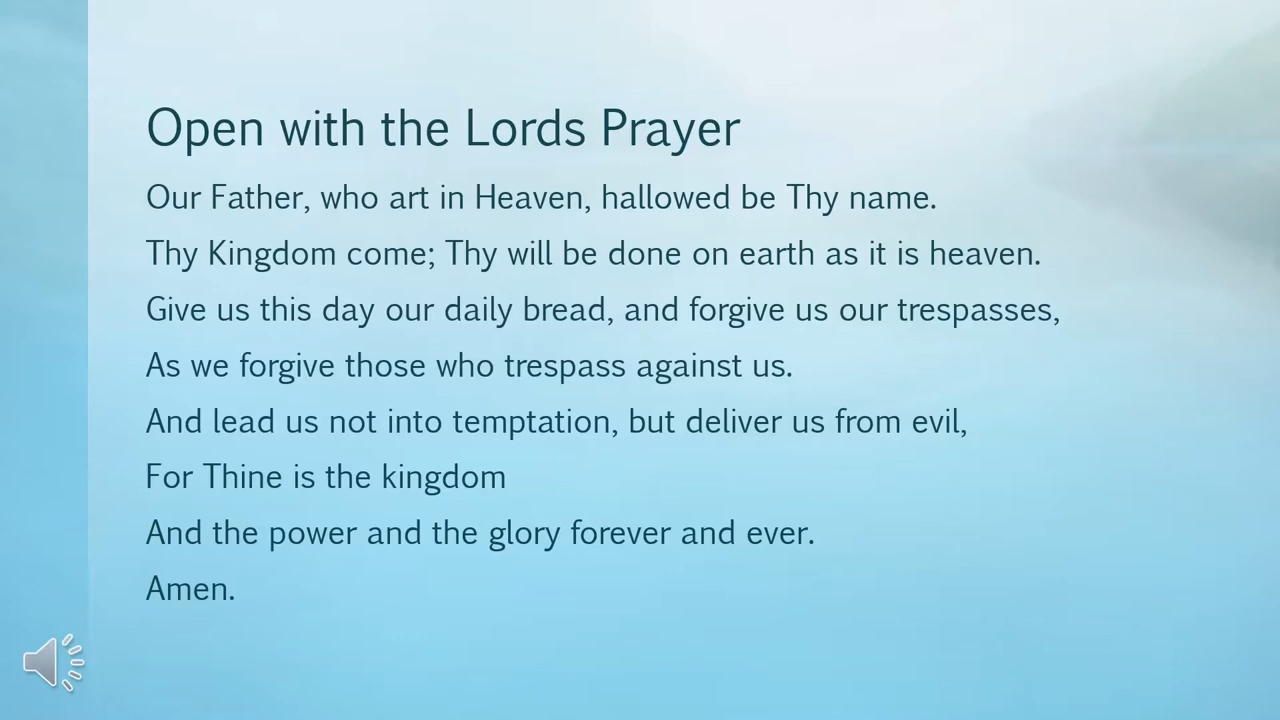 Open with the Lords Prayer
Our Father, who art in Heaven, hallowed be Thy name.
Thy Kingdom come; Thy will be done on earth as it is heaven.
Give us this day our daily bread, and forgive us our trespasses,
As we forgive those who trespass against us.
And lead us not into temptation, but deliver us from evil,
For Thine is the kingdom
And the power and the glory forever and ever.
Amen.